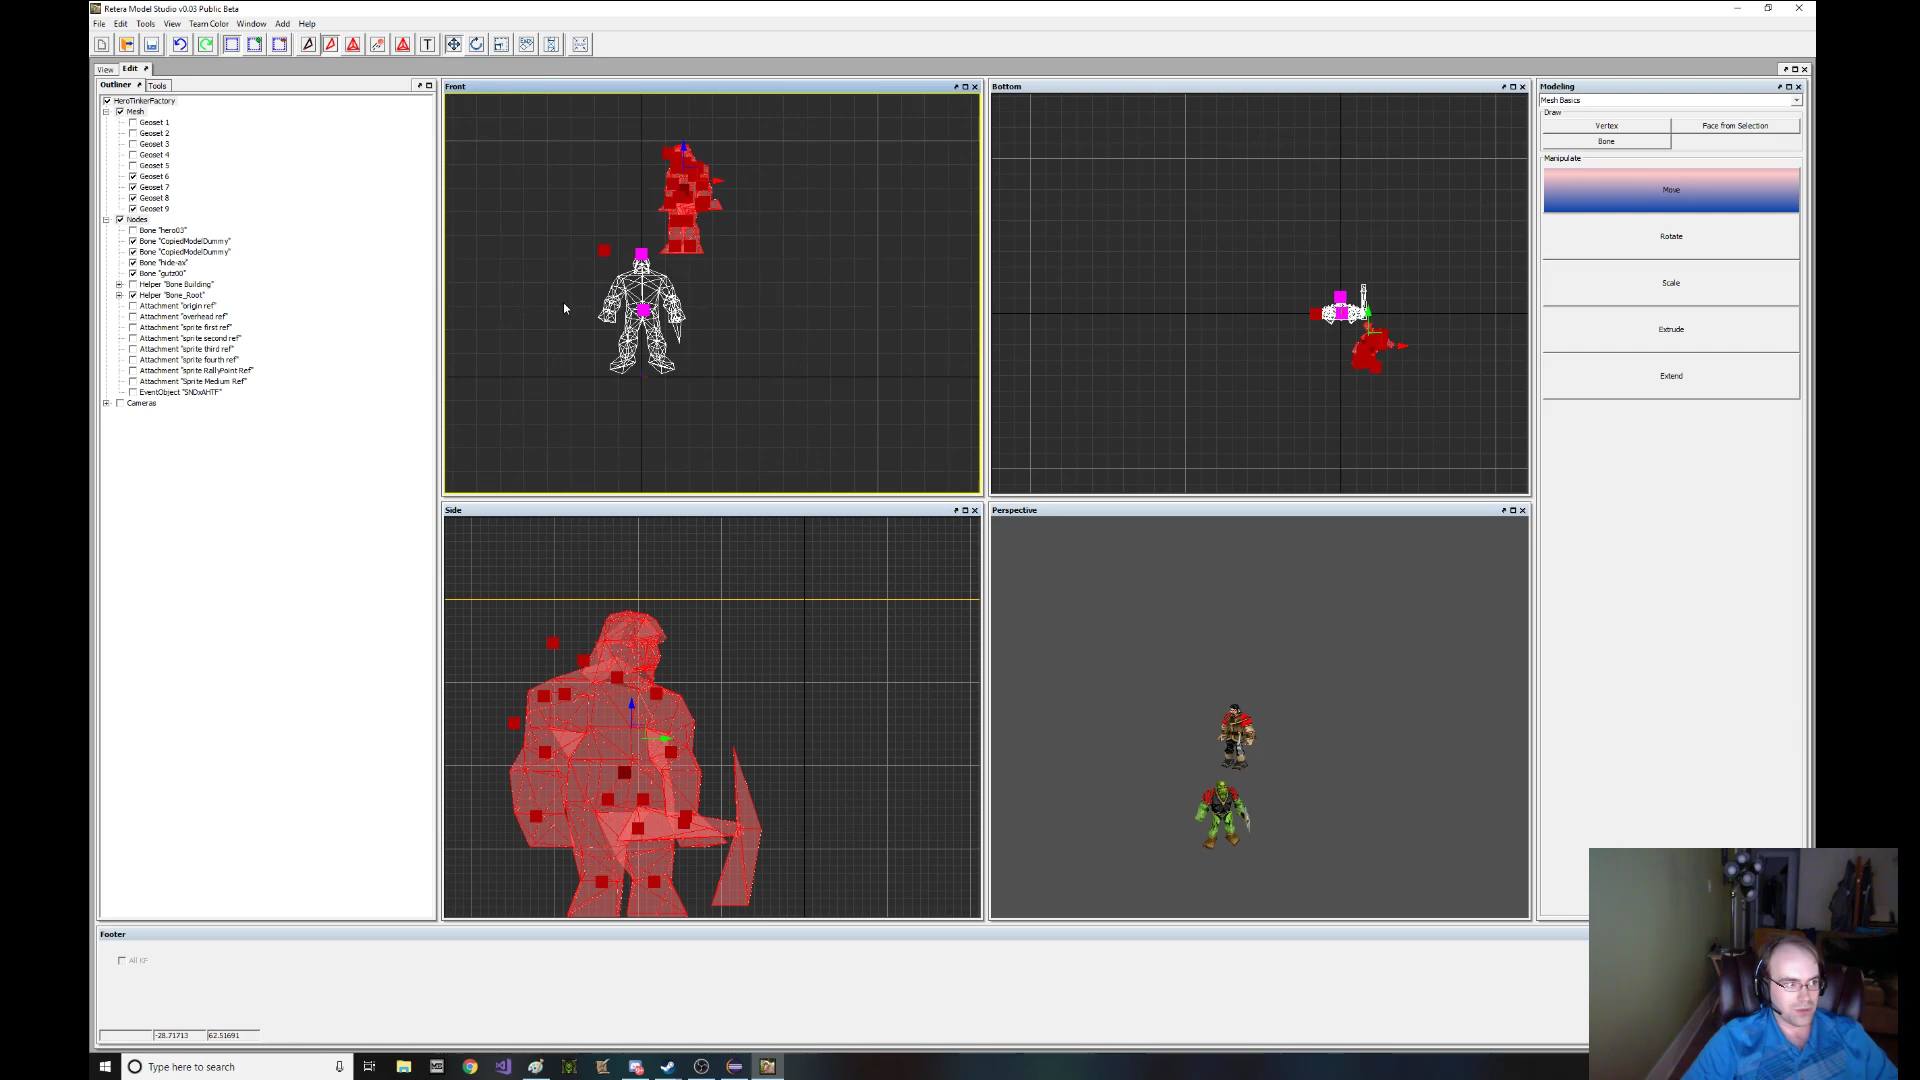 Retera Model Studio v0.03 Public Beta
File Edit Tools View Team Color Window Add Help
T
View Edit
Outliner Tools
HeroTinkerFactory
Mesh
Geoset 1
Geoset 2
Geoset 3
Geoset 4
Geoset 5
Geoset 6
Geoset 7
Geoset 8
Geoset 9
Nodes
Bone "hero03"
Bone "CopiedModelDummy"
Bone "CopiedModelDummy"
Bone "hide-ax"
Bone "gutz00"
Helper "Bone Building"
Helper "Bone_Root"
Attachment "origin ref"
Attachment "overhead ref"
Attachment "sprite first ref"
Attachment "sprite second ref"
Attachment "sprite third ref"
Attachment "sprite fourth ref"
Attachment "sprite RallyPoint Ref"
Attachment "Sprite Medium Ref"
EventObject "SNDxAHTF"
Cameras
Front
Bottom
Side
Perspective
Modeling
Mesh Basics
Draw
Vertex Face from Selection
Bone
Manipulate
Move
Rotate
Scale
Extrude
Extend
Footer
All KF
-28.71713 62.51691
Type here to search